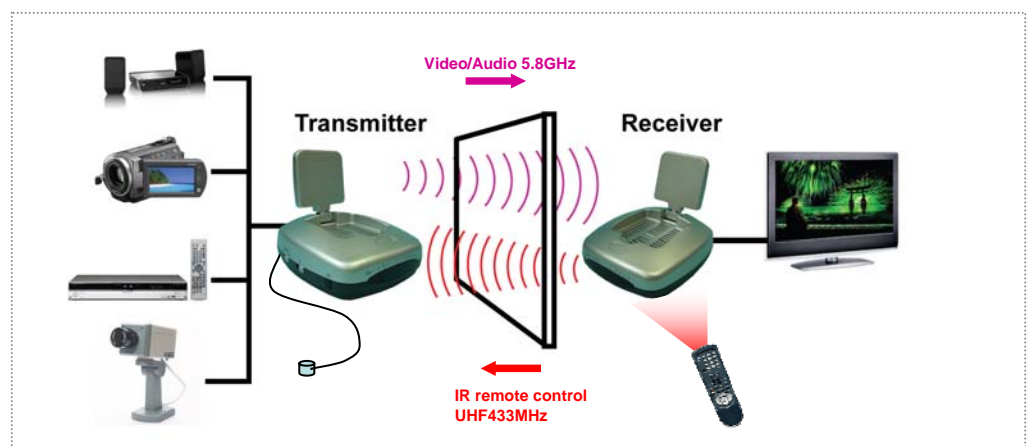 Video/Audio 5.8GHz
Transmitter
Receiver
IR remote control
UHF433MHz